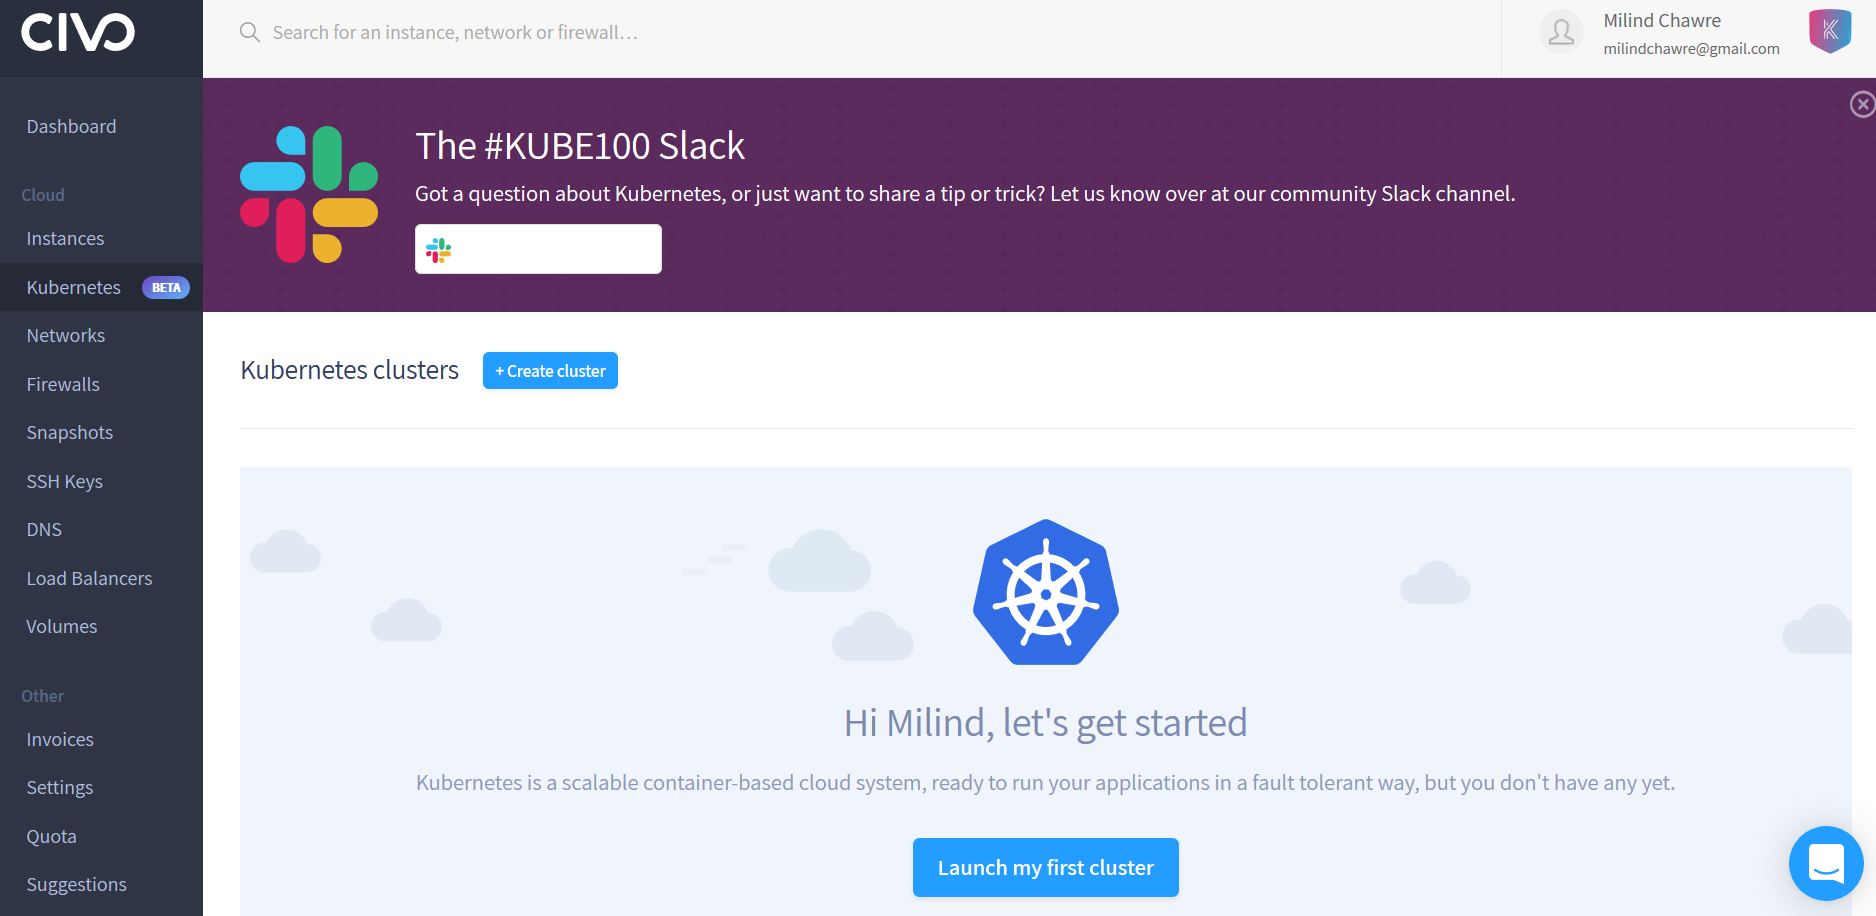 CIVO
Search for an instance, network or firewall…
Milind Chawre
milindchawre@gmail.com
K
Dashboard
Cloud
Instances
Kubernetes BETA
Networks
Firewalls
Snapshots
SSH Keys
DNS
Load Balancers
Volumes
Other
Invoices
Settings
Quota
Suggestions
The #KUBE100 Slack
Got a question about Kubernetes, or just want to share a tip or trick? Let us know over at our community Slack channel.
Kubernetes clusters
+ Create cluster
Hi Milind, let's get started
Kubernetes is a scalable container-based cloud system, ready to run your applications in a fault tolerant way, but you don't have any yet.
Launch my first cluster